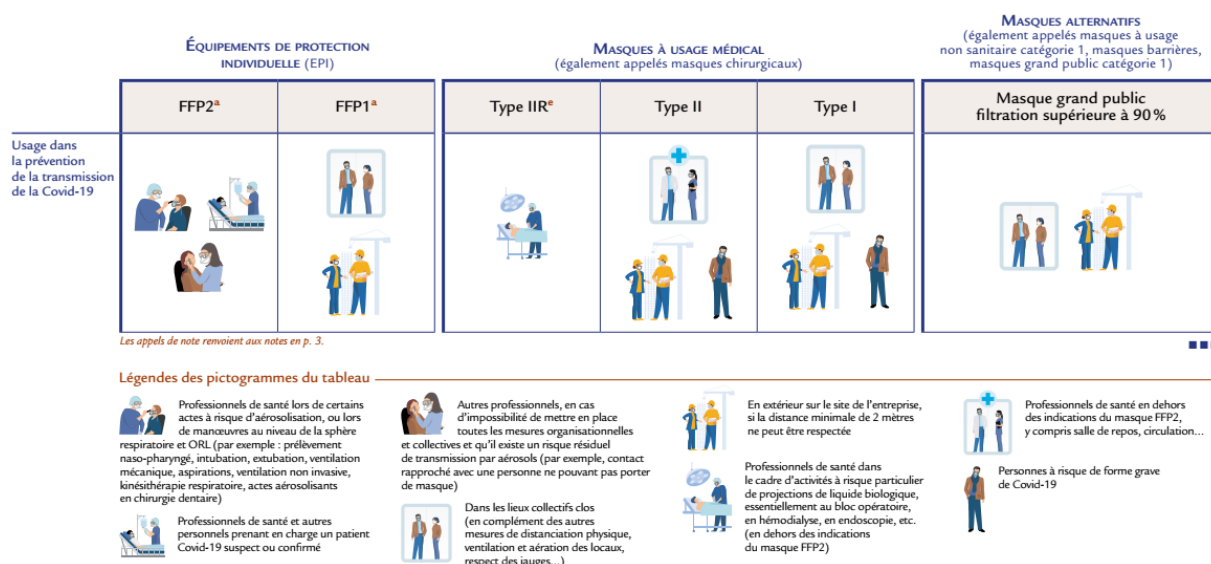 ÉQUIPEMENTS DE PROTECTION
INDIVIDUELLE (EPI)
MASQUES À USAGE MÉDICAL
(également appelés masques chirurgicaux)
MASQUES ALTERNATIFS
(également appelés masques à usage
non sanitaire catégorie 1, masques barrières,
masques grand public catégorie 1)
FFP2a
FFP1a
Type IIRe
Type II
Type I
Masque grand public
filtration supérieure à 90 %
Usage dans
la prévention
de la transmission
de la Covid-19
Les appels de note renvoient aux notes en p. 3.
Légendes des pictogrammes du tableau
Professionnels de santé lors de certains
actes à risque d'aérosolisation, ou lors
de manœuvres au niveau de la sphère
respiratoire et ORL (par exemple : prélèvement
naso-pharyngé, intubation, extubation, ventilation
mécanique, aspirations, ventilation non invasive,
kinésithérapie respiratoire, actes aérosolisants
en chirurgie dentaire)
Professionnels de santé et autres
personnels prenant en charge un patient
Covid-19 suspect ou confirmé
Autres professionnels, en cas
d'impossibilité de mettre en place
toutes les mesures organisationnelles
et collectives et qu'il existe un risque résiduel
de transmission par aérosols (par exemple, contact
rapproché avec une personne ne pouvant pas porter
de masque)
Dans les lieux collectifs clos
(en complément des autres
mesures de distanciation physique,
ventilation et aération des locaux,
respect des jauges...)
En extérieur sur le site de l'entreprise,
si la distance minimale de 2 mètres
ne peut être respectée
Professionnels de santé dans
le cadre d'activités à risque particulier
de projections de liquide biologique,
essentiellement au bloc opératoire,
en hémodialyse, en endoscopie, etc.
(en dehors des indications
du masque FFP2)
Professionnels de santé en dehors
des indications du masque FFP2,
y compris salle de repos, circulation...
Personnes à risque de forme grave
de Covid-19